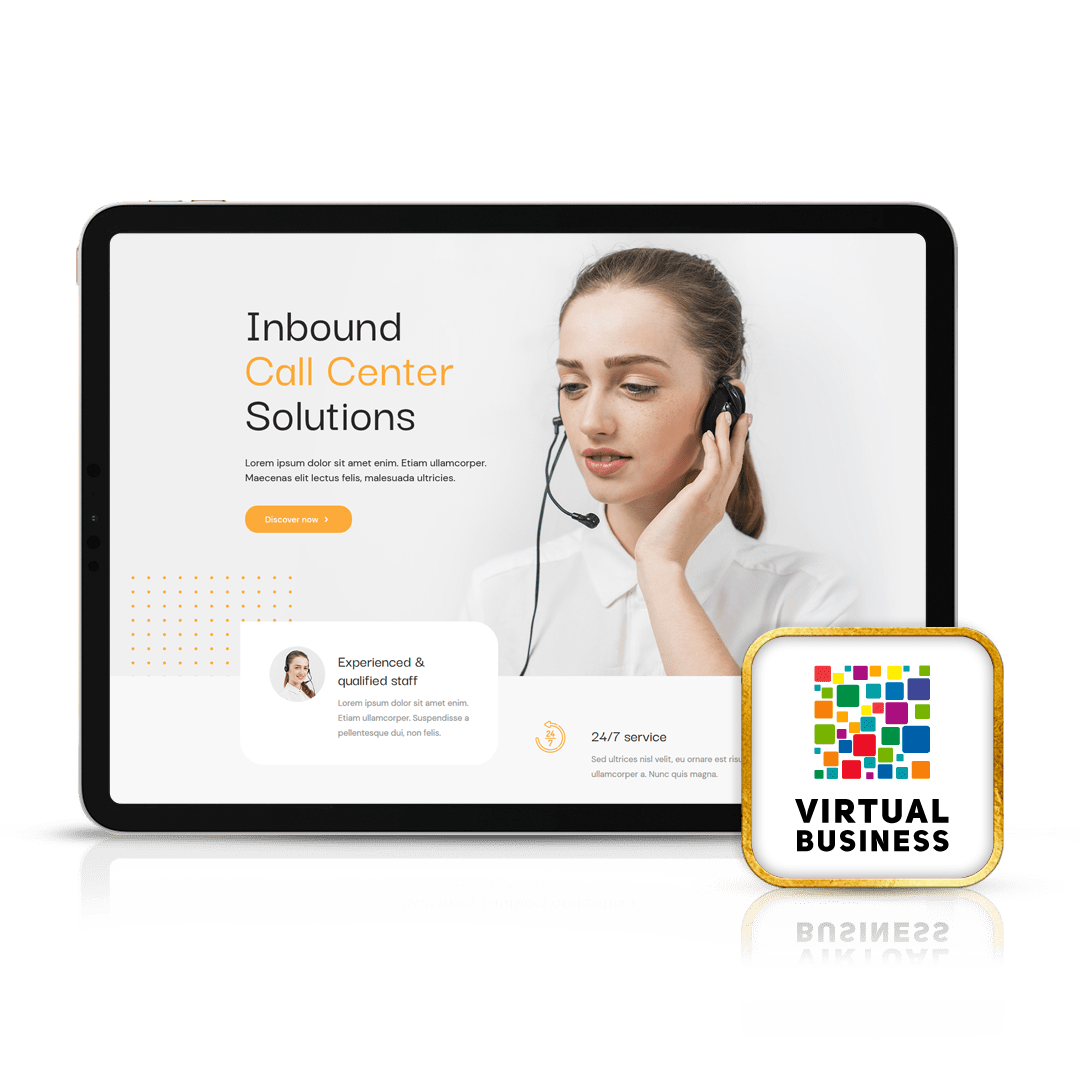 Inbound
Call Center
Solutions
Lorem ipsum dolor sit amet enim. Etiam ullamcorper.
Maecenas elit lectus felis, malesuada ultricies.
Discover now
Experienced &
qualified staff
Lorem ipsum dolor sit amet enim.
Etiam ullamcorper. Suspendisse a
pellentesque dui, non felis.
24
7
24/7 service
Sed ultrices nisl velit, eu ornare est risu
ullamcorper a. Nunc quis magna.
VIRTUAL
BUSINESS
BUSINESS
VIRTUAL